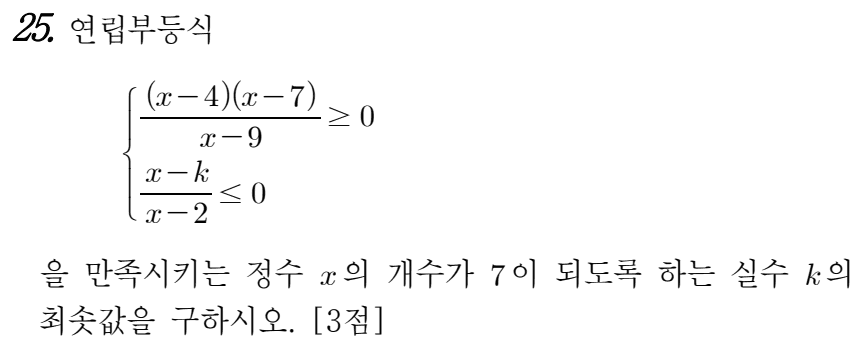 25. 연립부등식
{ (x-4)(x-7)/(x-9) ≥ 0
(x-k)/(x-2) ≤ 0
을 만족시키는 정수 x의 개수가 7이 되도록 하는 실수 k의
최솟값을 구하시오. [3점]